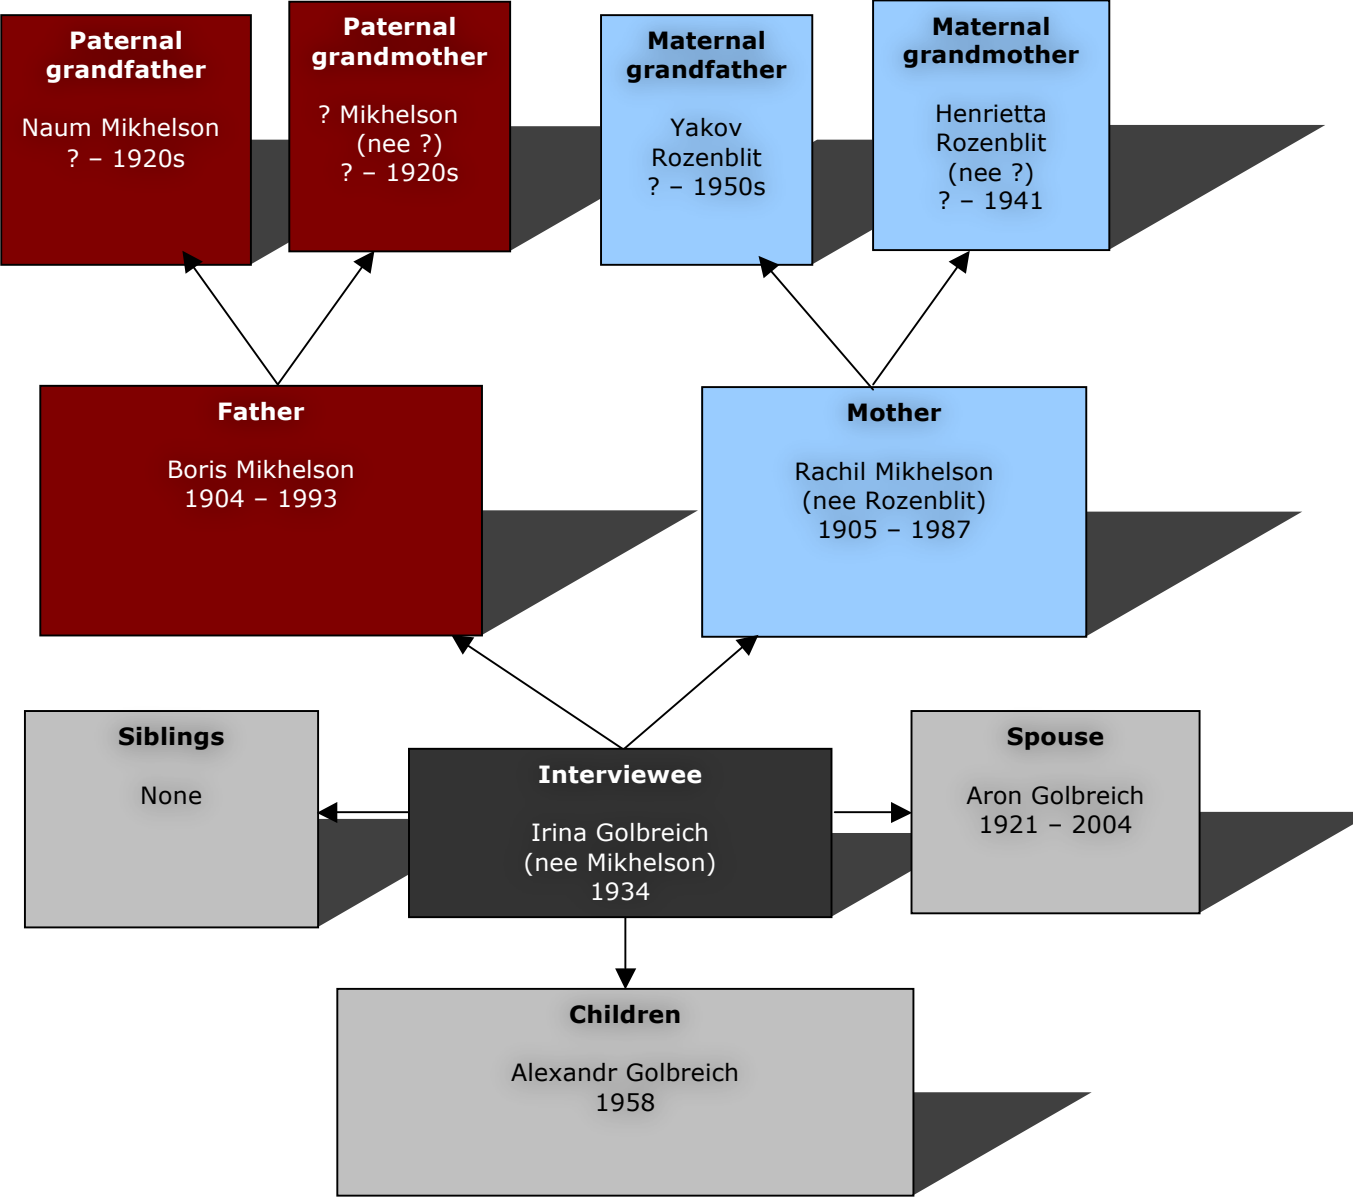 Paternal
grandfather
Naum Mikhelson
? – 1920s
Paternal
grandmother
? Mikhelson
(nee ?)
? – 1920s
Maternal
grandfather
Yakov
Rozenblit
? – 1950s
Maternal
grandmother
Henrietta
Rozenblit
(nee ?)
? – 1941
Father
Boris Mikhelson
1904 – 1993
Mother
Rachil Mikhelson
(nee Rozenblit)
1905 – 1987
Siblings
None
Interviewee
Irina Golbreich
(nee Mikhelson)
1934
Spouse
Aron Golbreich
1921 – 2004
Children
Alexandr Golbreich
1958